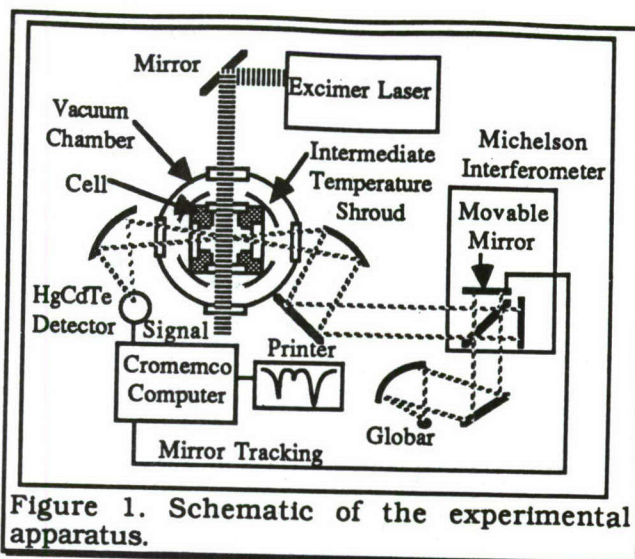 Mirror
Excimer Laser
Vacuum
Chamber
Intermediate
Temperature
Shroud
Michelson
Interferometer
Cell
Movable
Mirror
HgCdTe
Detector
Signal
Cromemco
Computer
Printer
Globar
Mirror Tracking
Figure 1. Schematic of the experimental
apparatus.